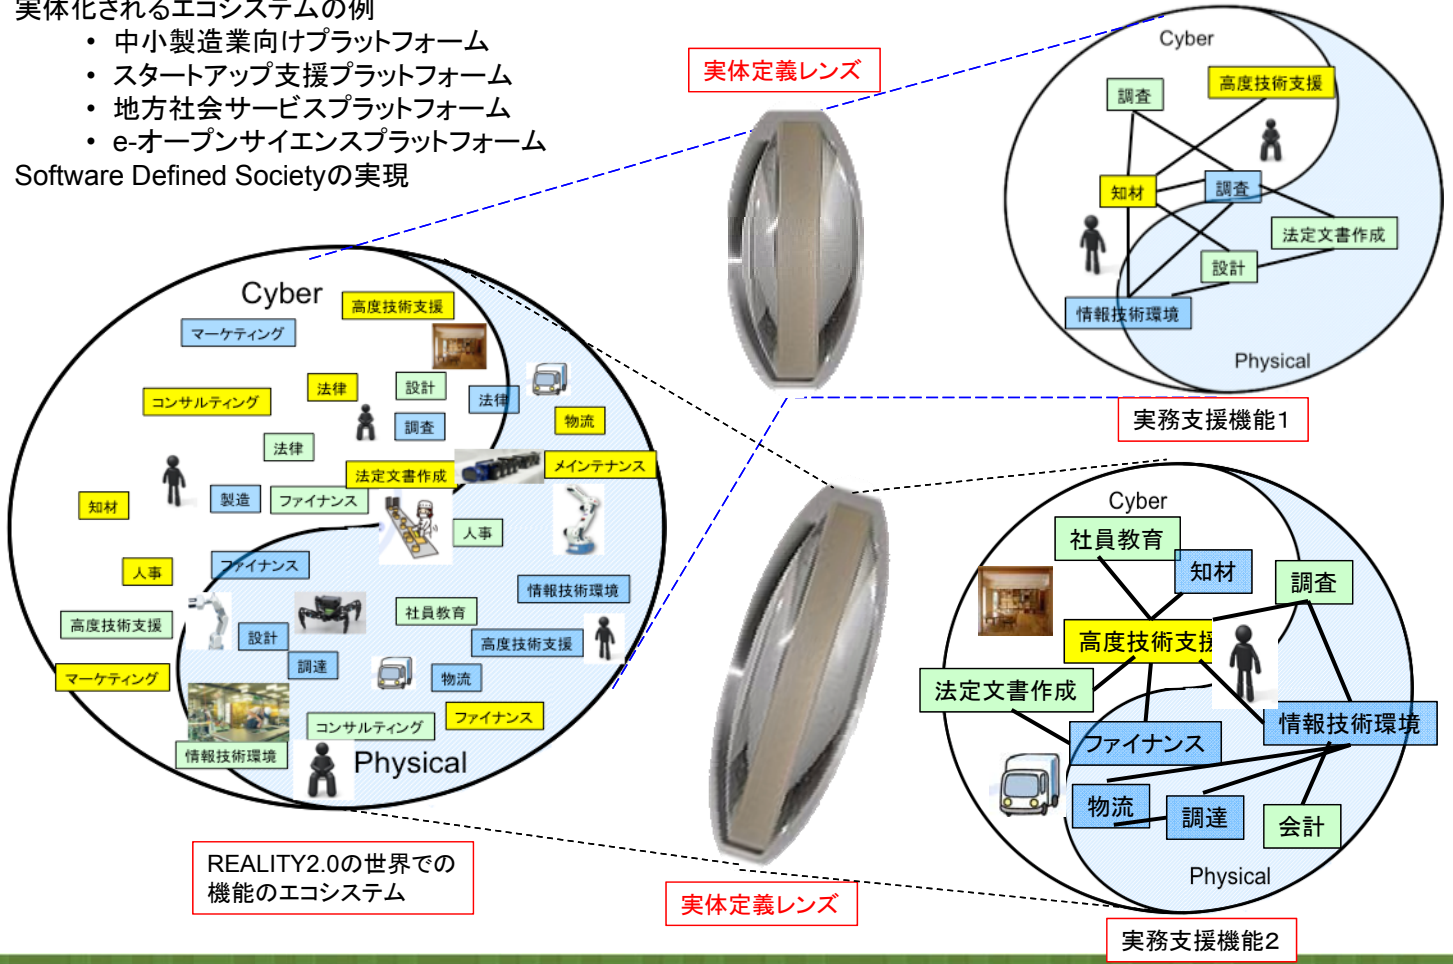 実体化されるエコシステムの例
• 中小製造業向けプラットフォーム
• スタートアップ支援プラットフォーム
• 地方社会サービスプラットフォーム
• e-オープンサイエンスプラットフォーム
Software Defined Societyの実現
実体定義レンズ
Cyber
高度技術支援
調査
知材
調査
法定文書作成
設計
情報技術環境
Physical
実務支援機能1
Cyber
高度技術支援
マーケティング
法律
設計
コンサルティング
法律
調査
物流
法律
法定文書作成
メインテナンス
知材
製造
ファイナンス
人事
人事
ファイナンス
情報技術環境
高度技術支援
社員教育
設計
高度技術支援
調達
マーケティング
物流
コンサルティング
ファイナンス
情報技術環境
Physical
REALITY2.0の世界での
機能のエコシステム
実体定義レンズ
Cyber
社員教育
知材
調査
高度技術支援
法定文書作成
ファイナンス
情報技術環境
物流
調達
会計
Physical
実務支援機能2